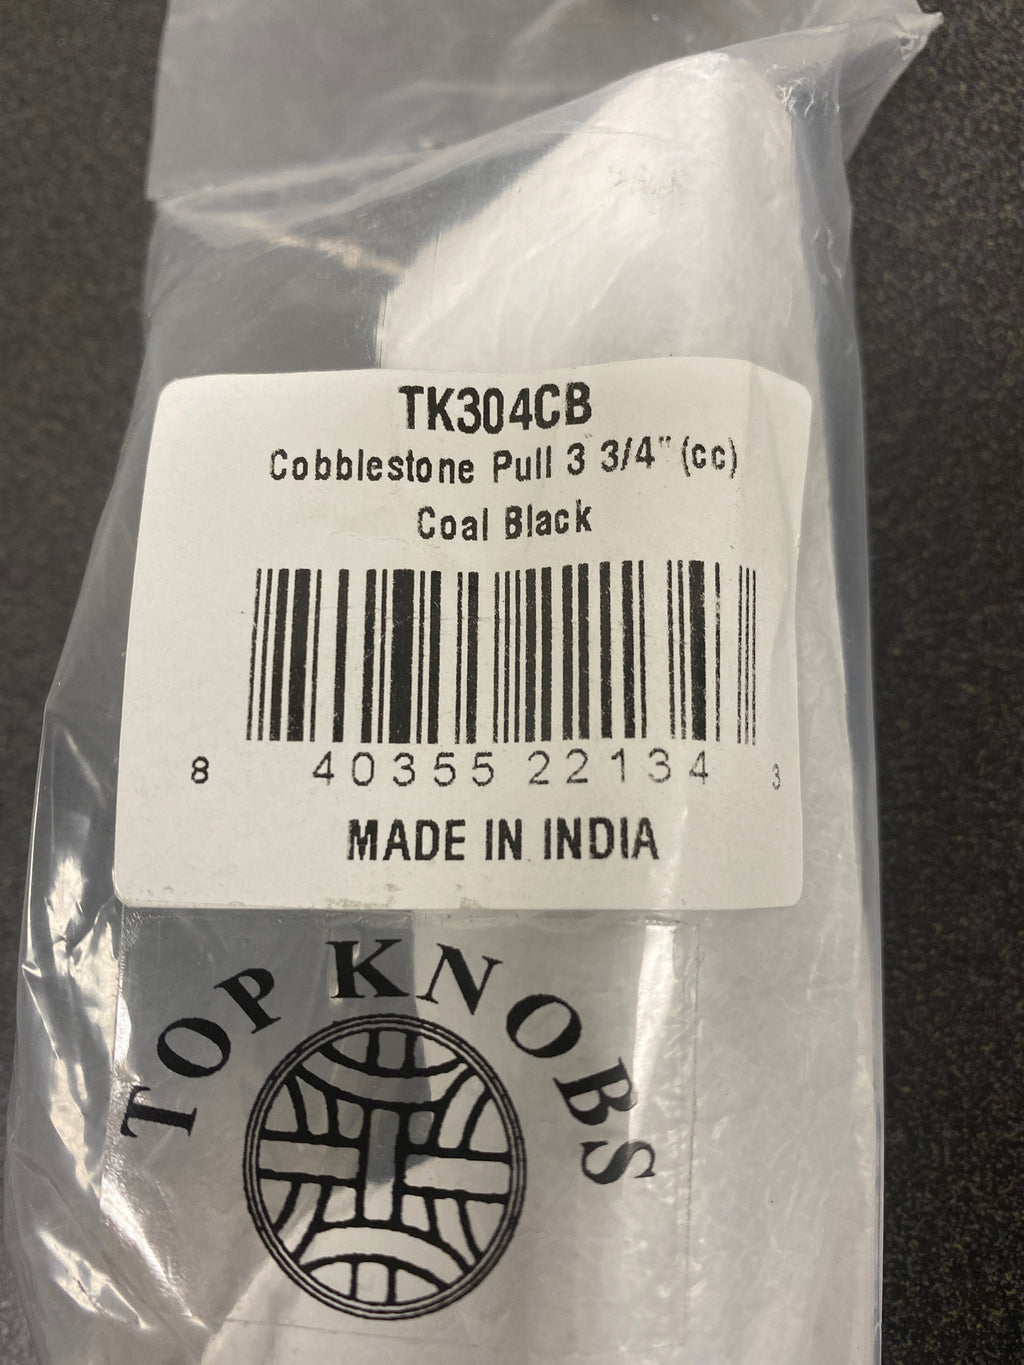 TK304CB
Cobblestone Pull 3 3/4" (cc)
Coal Black
8 40355 22134 3
MADE IN INDIA
TOP KNOBS